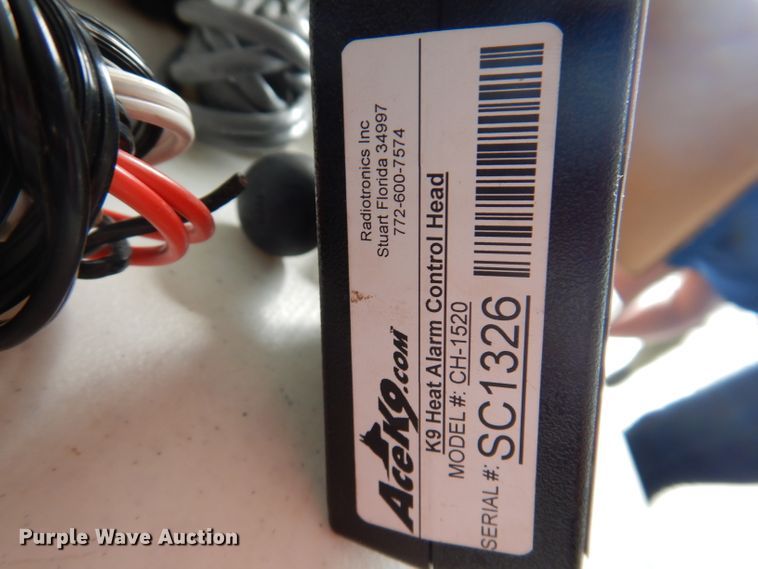 Radiotronics Inc
Stuart Florida 34997
772-600-7574
AceK9.com™
K9 Heat Alarm Control Head
MODEL #: CH-1520
SERIAL #: SC1326
Purple Wave Auction